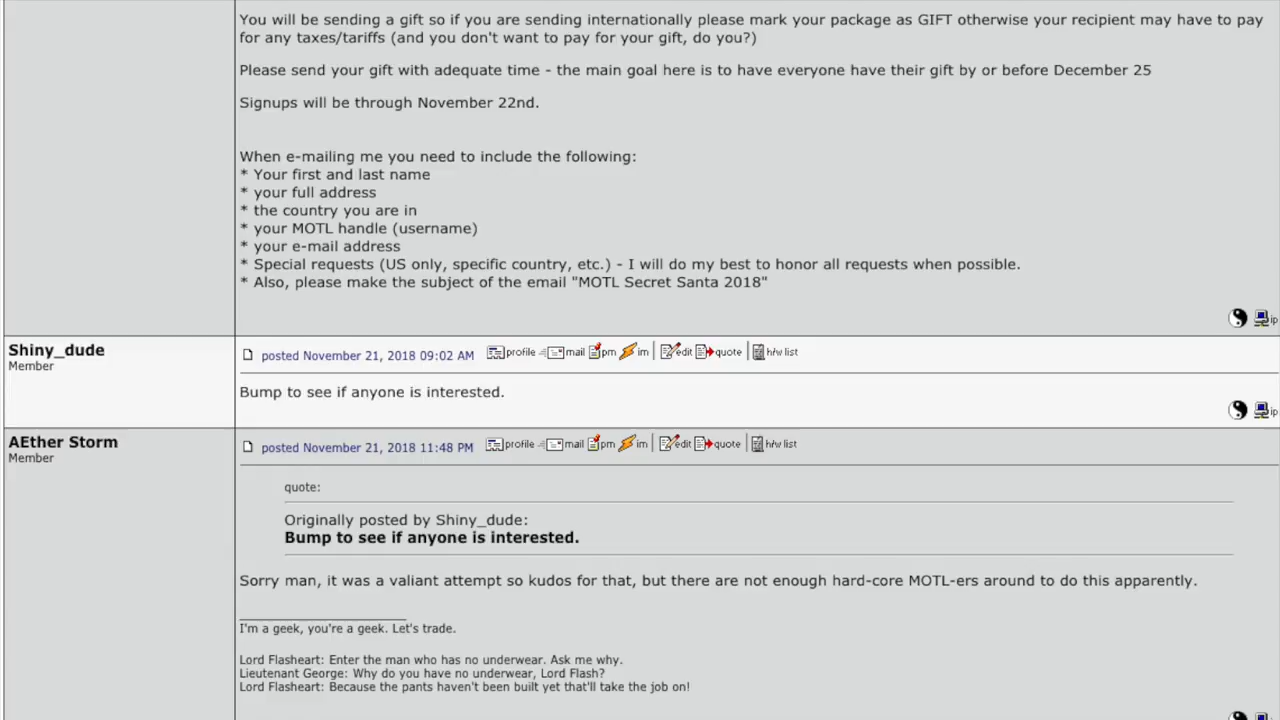 You will be sending a gift so if you are sending internationally please mark your package as GIFT otherwise your recipient may have to pay
for any taxes/tariffs (and you don't want to pay for your gift, do you?)
Please send your gift with adequate time - the main goal here is to have everyone have their gift by or before December 25
Signups will be through November 22nd.
When e-mailing me you need to include the following:
* Your first and last name
* your full address
* the country you are in
* your MOTL handle (username)
* your e-mail address
* Special requests (US only, specific country, etc.) - I will do my best to honor all requests when possible.
* Also, please make the subject of the email "MOTL Secret Santa 2018"
ip
Shiny_dude
Member
posted November 21, 2018 09:02 AM profile mail pm im edit quote h/w list
Bump to see if anyone is interested.
ip
AEther Storm
Member
posted November 21, 2018 11:48 PM profile mail pm im edit quote h/w list
quote:
Originally posted by Shiny_dude:
Bump to see if anyone is interested.
Sorry man, it was a valiant attempt so kudos for that, but there are not enough hard-core MOTL-ers around to do this apparently.
I'm a geek, you're a geek. Let's trade.
Lord Flasheart: Enter the man who has no underwear. Ask me why.
Lieutenant George: Why do you have no underwear, Lord Flash?
Lord Flasheart: Because the pants haven't been built yet that'll take the job on!